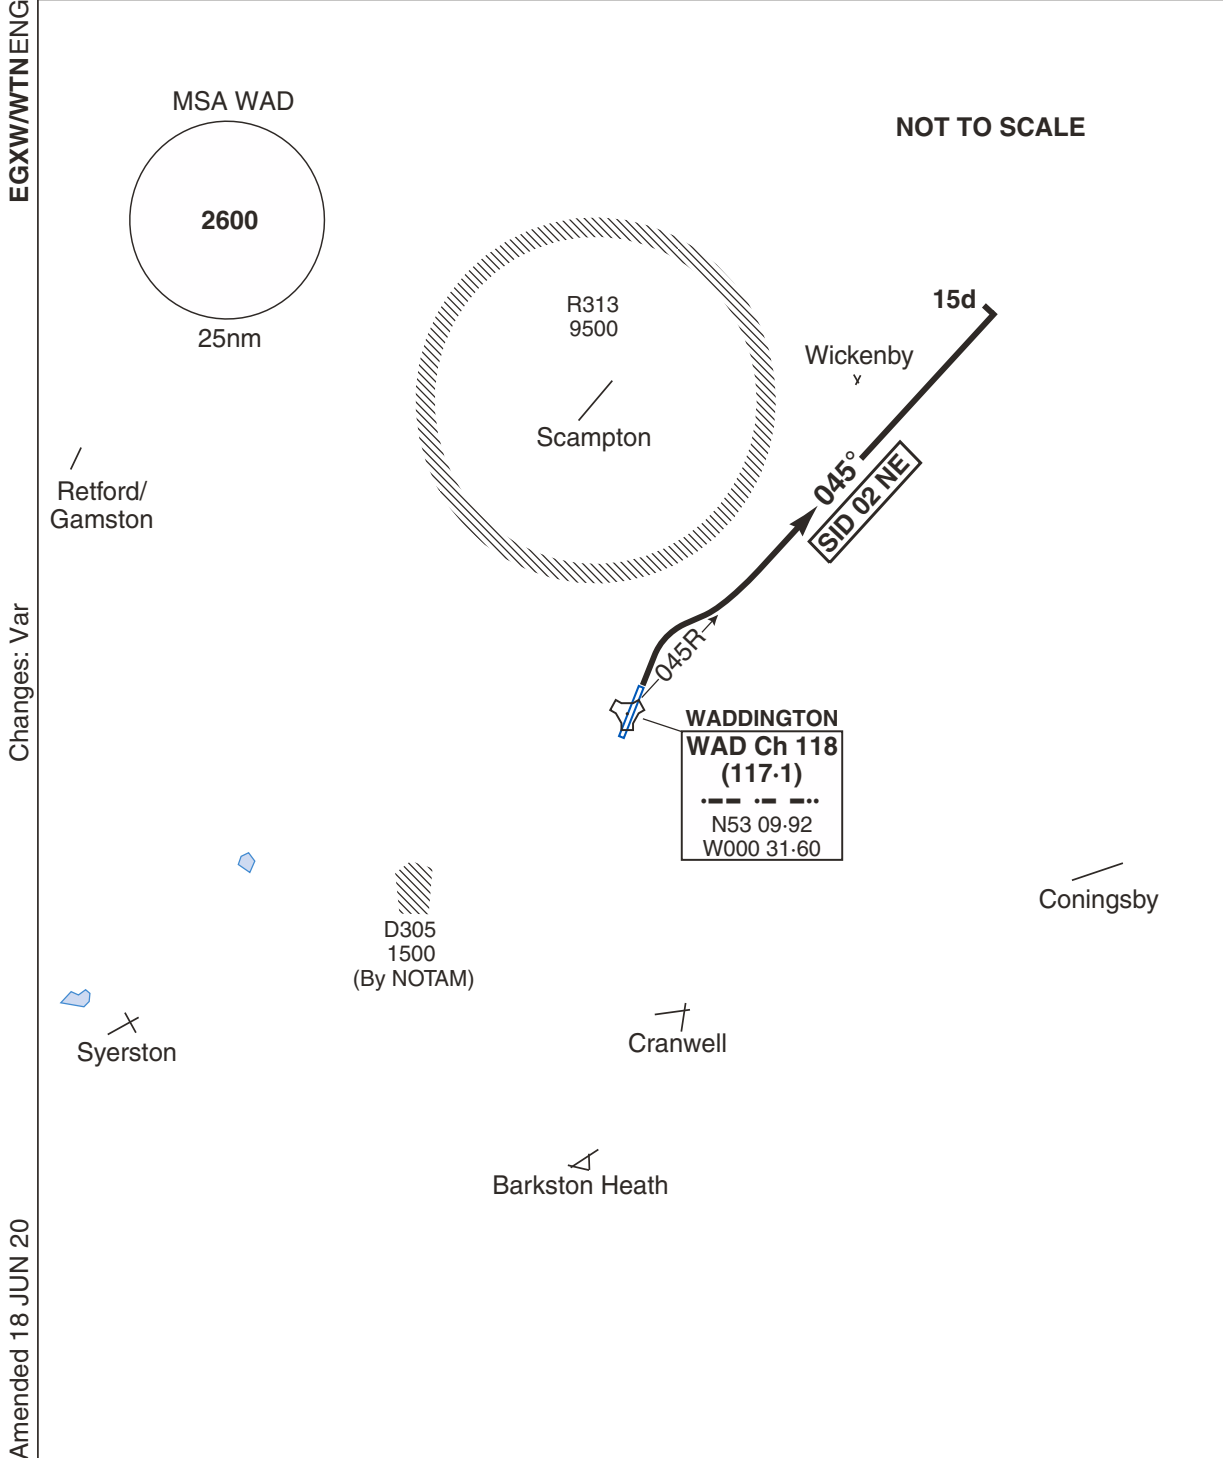 EGXW/WTN ENG
Changes: Var
Amended 18 JUN 20
MSA WAD
2600
25nm
NOT TO SCALE
R313
9500
Scampton
15d
Wickenby
Retford/
Gamston
045°
SID 02 NE
045R
WADDINGTON
WAD Ch 118
(117·1)
N53 09·92
W000 31·60
D305
1500
(By NOTAM)
Coningsby
Syerston
Cranwell
Barkston Heath